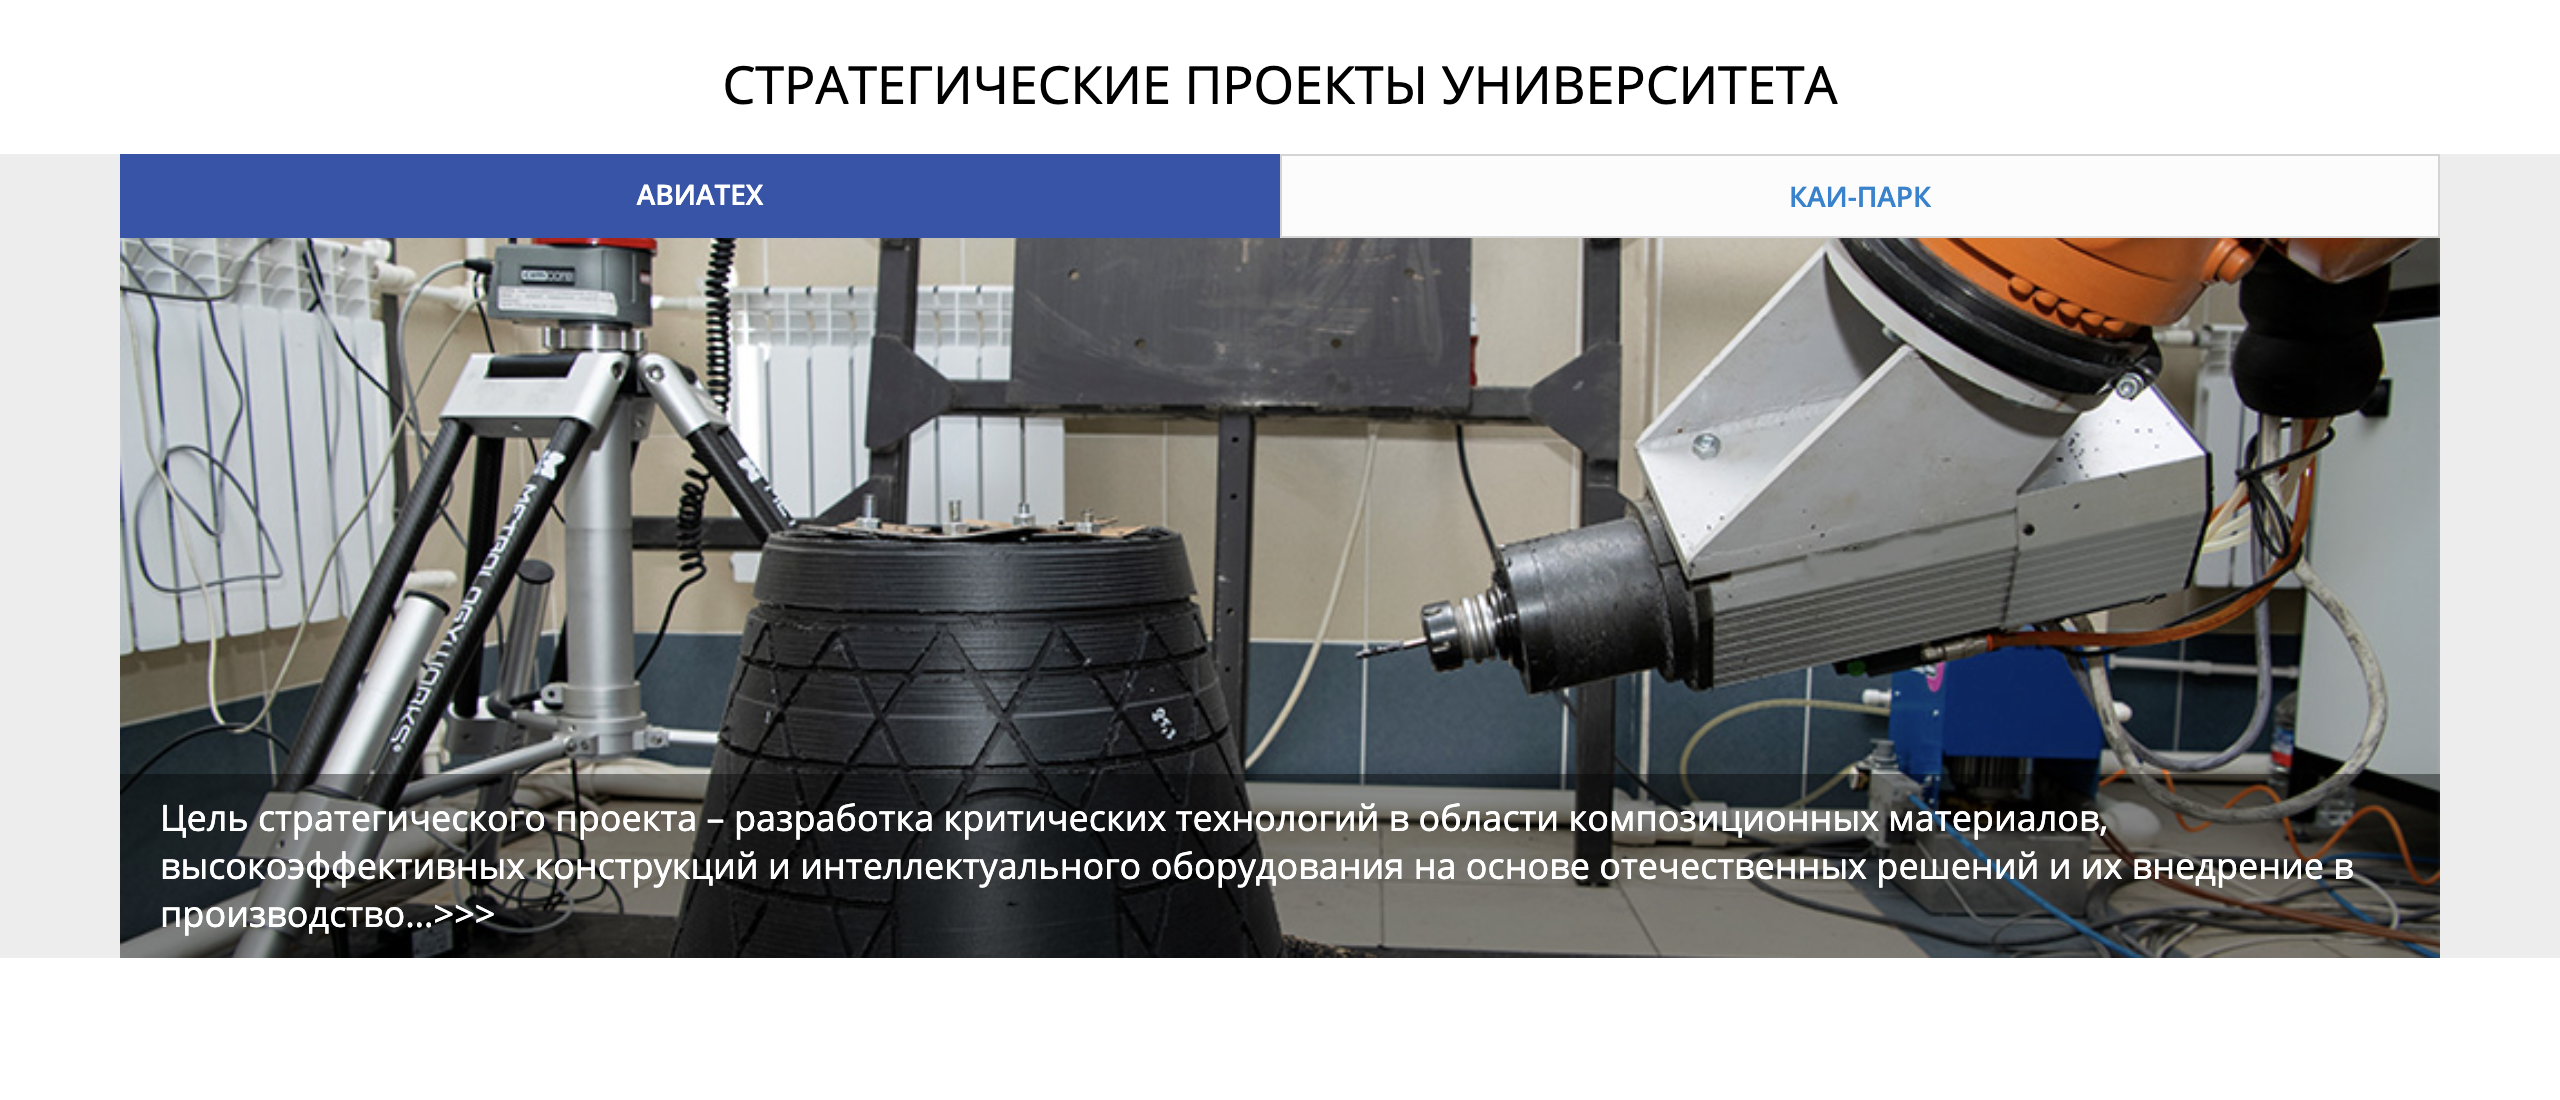 СТРАТЕГИЧЕСКИЕ ПРОЕКТЫ УНИВЕРСИТЕТА
АВИАТЕХ
КАИ-ПАРК
METROLOGYWORKS
Цель стратегического проекта – разработка критических технологий в области композиционных материалов,
высокоэффективных конструкций и интеллектуального оборудования на основе отечественных решений и их внедрение в
производство...>>>